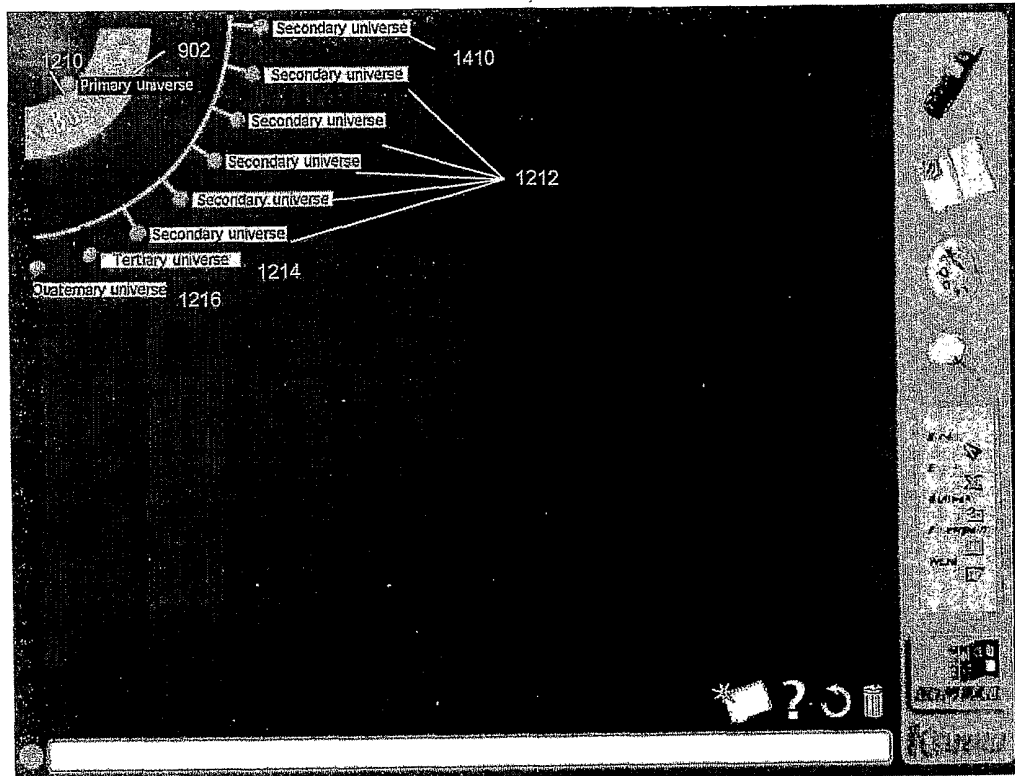 Secondary universe
1210
902
1410
Primary universe
Secondary universe
Secondary universe
Secondary universe
1212
Secondary universe
Secondary universe
Tertiary universe
1214
Quaternary universe
1216
?